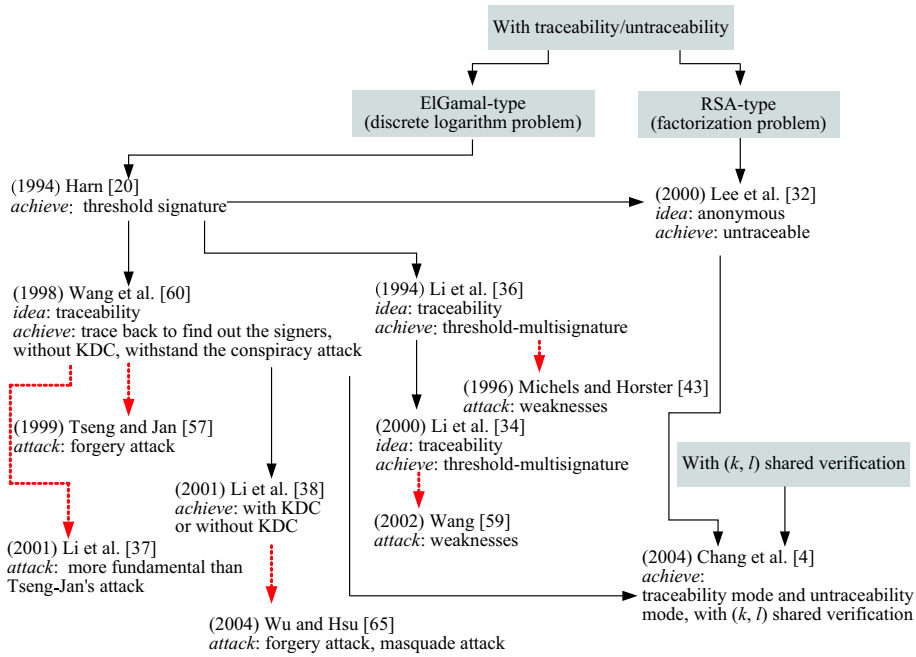 With traceability/untraceability
ElGamal-type
(discrete logarithm problem)
RSA-type
(factorization problem)
(1994) Harn [20]
achieve: threshold signature
(2000) Lee et al. [32]
idea: anonymous
achieve: untraceable
(1998) Wang et al. [60]
idea: traceability
achieve: trace back to find out the signers,
without KDC, withstand the conspiracy attack
(1994) Li et al. [36]
idea: traceability
achieve: threshold-multisignature
(1996) Michels and Horster [43]
attack: weaknesses
(1999) Tseng and Jan [57]
attack: forgery attack
(2000) Li et al. [34]
idea: traceability
achieve: threshold-multisignature
With (k, l) shared verification
(2001) Li et al. [38]
achieve: with KDC
or without KDC
(2002) Wang [59]
attack: weaknesses
(2001) Li et al. [37]
attack: more fundamental than
Tseng-Jan's attack
(2004) Chang et al. [4]
achieve:
traceability mode and untraceability
mode, with (k, l) shared verification
(2004) Wu and Hsu [65]
attack: forgery attack, masquade attack